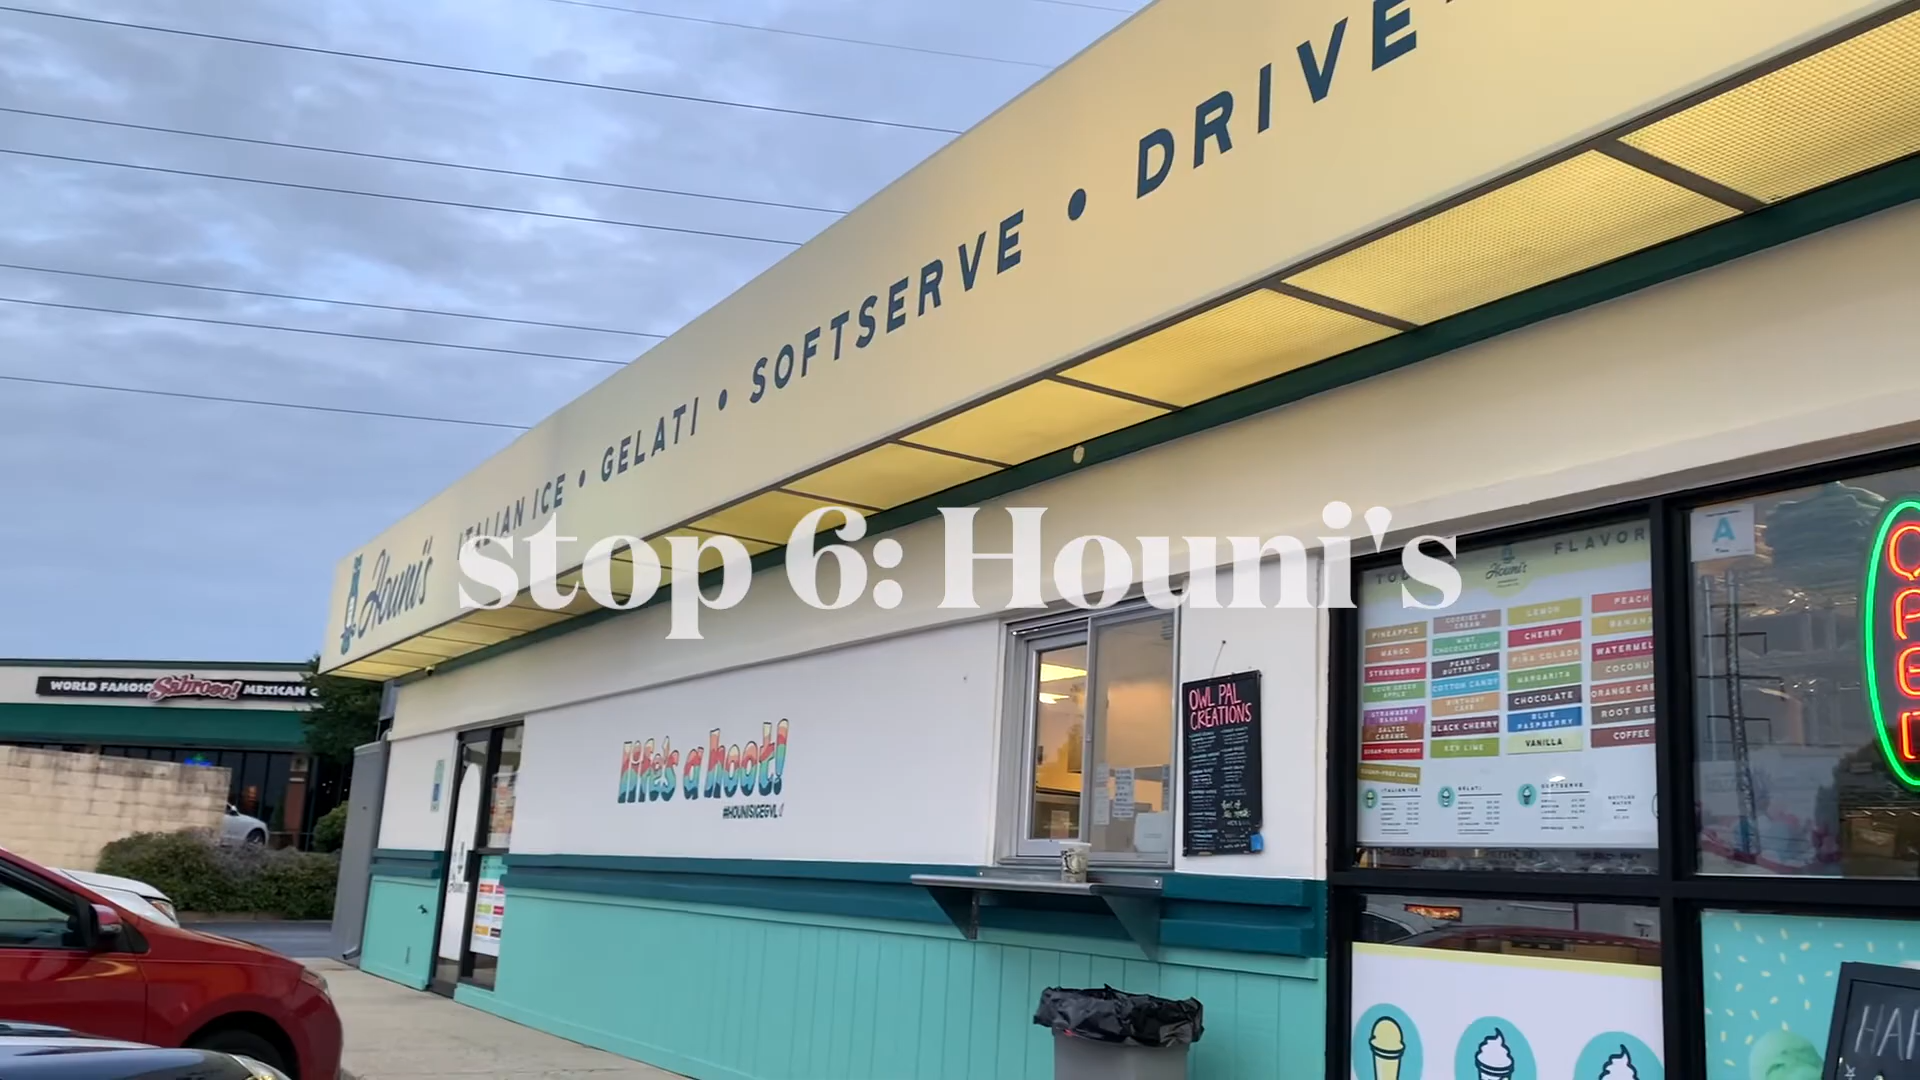 Houni's ITALIAN ICE • GELATI • SOFTSERVE • DRIVE
stop 6: Houni's
WORLD FAMOSO Sabroso! MEXICAN
life's a hoot!
#HOUNISICEGVL
OWL PAL
CREATIONS
Houni's
FLAVOR
PINEAPPLE
MANGO
STRAWBERRY
SOUR GREEN
APPLE
STRAWBERRY
BANANA
SALTED
CARAMEL
SUGAR-FREE CHERRY
SUGAR-FREE LEMON
COOKIES N
CREAM
MINT
CHOCOLATE CHIP
PEANUT
BUTTER CUP
COTTON CANDY
BIRTHDAY
CAKE
BLACK CHERRY
KEY LIME
LEMON
CHERRY
PIÑA COLADA
MARGARITA
CHOCOLATE
BLUE
RASPBERRY
VANILLA
PEACH
BANANA
WATERMEL
COCONUT
ORANGE CRE
ROOT BEE
COFFEE
ITALIAN ICE
GELATI
SOFTSERVE
BOTTLED
WATER
A
OPEN
HAP